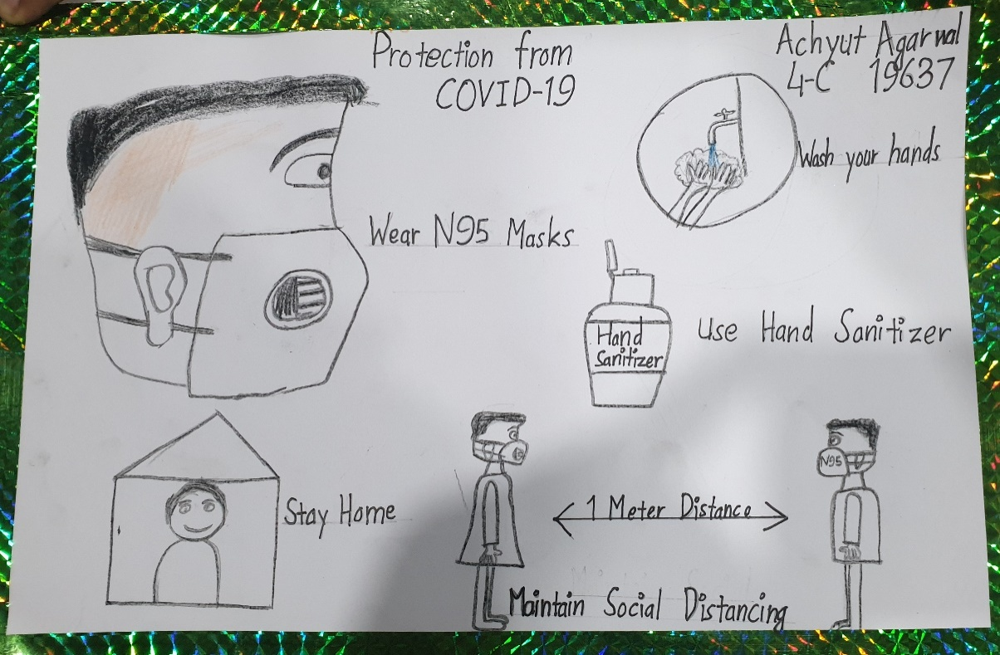 Protection from
COVID-19
Achyut Agarwal
4-C 19637
Wash your hands
Wear N95 Masks
Hand
Sanitizer
use Hand Sanitizer
Stay Home
N95
1 Meter Distance
Maintain Social Distancing